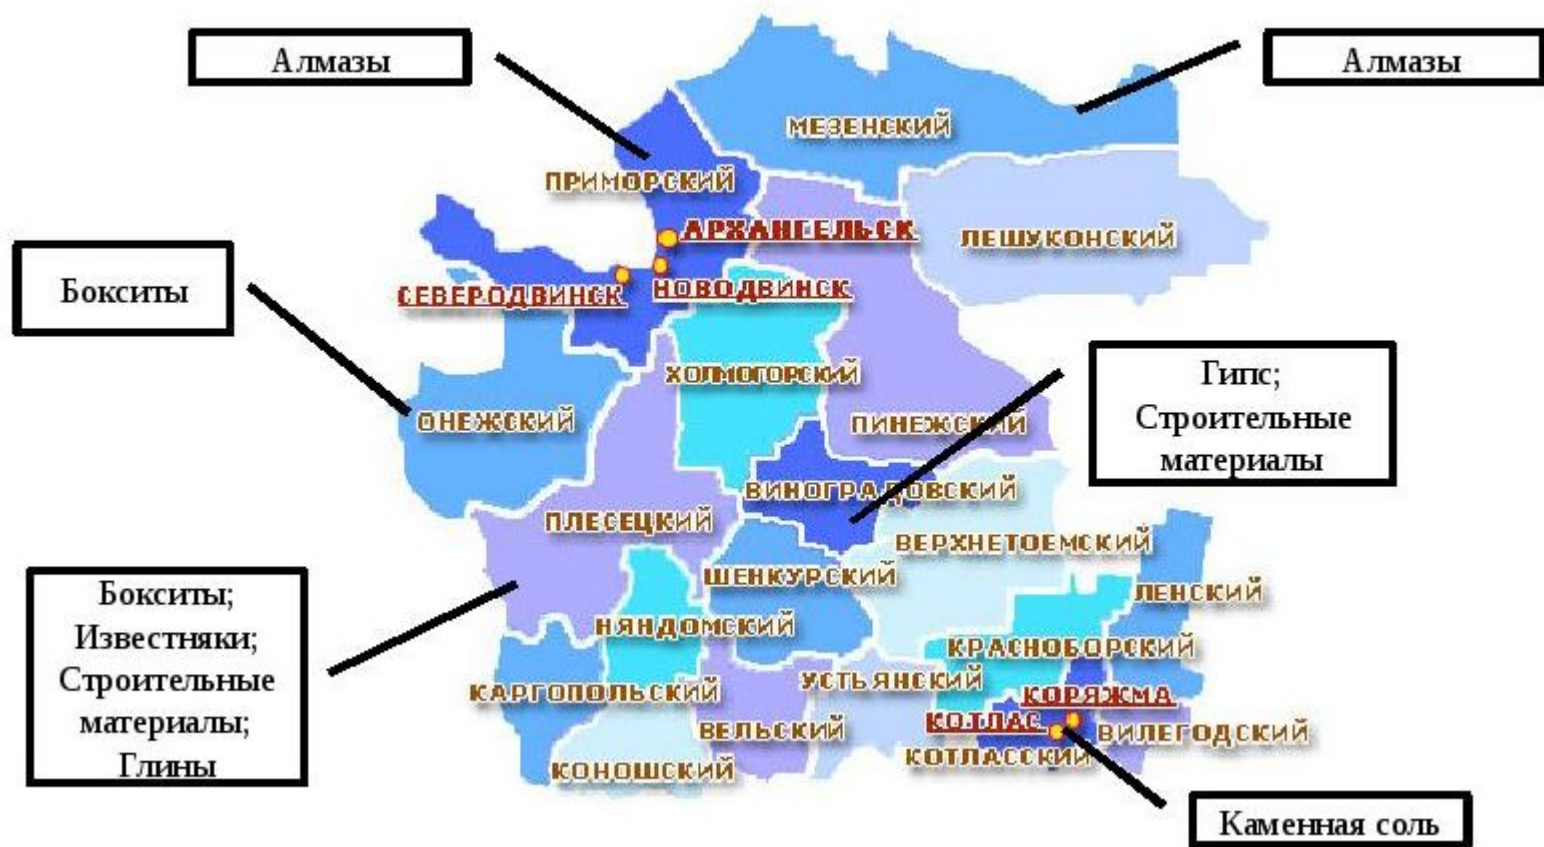 Алмазы
Алмазы
МЕЗЕНСКИЙ
ПРИМОРСКИЙ
АРХАНГЕЛЬСК
ЛЕШУКОНСКИЙ
Бокситы
СЕВЕРОДВИНСК
НОВОДВИНСК
ХОЛМОГОРСКИЙ
Гипс;
Строительные
материалы
ОНЕЖСКИЙ
ПИНЕЖСКИЙ
ВИНОГРАДОВСКИЙ
ПЛЕСЕЦКИЙ
ВЕРХНЕТОЕМСКИЙ
ШЕНКУРСКИЙ
ЛЕНСКИЙ
Бокситы;
Известняки;
Строительные
материалы;
Глины
НЯНДОМСКИЙ
КРАСНОБОРСКИЙ
КАРГОПОЛЬСКИЙ
УСТЬЯНСКИЙ
КОРЯЖМА
КОТЛАС
ВЕЛЬСКИЙ
ВИЛЕГОДСКИЙ
КОТЛАССКИЙ
КОНОШСКИЙ
Каменная соль